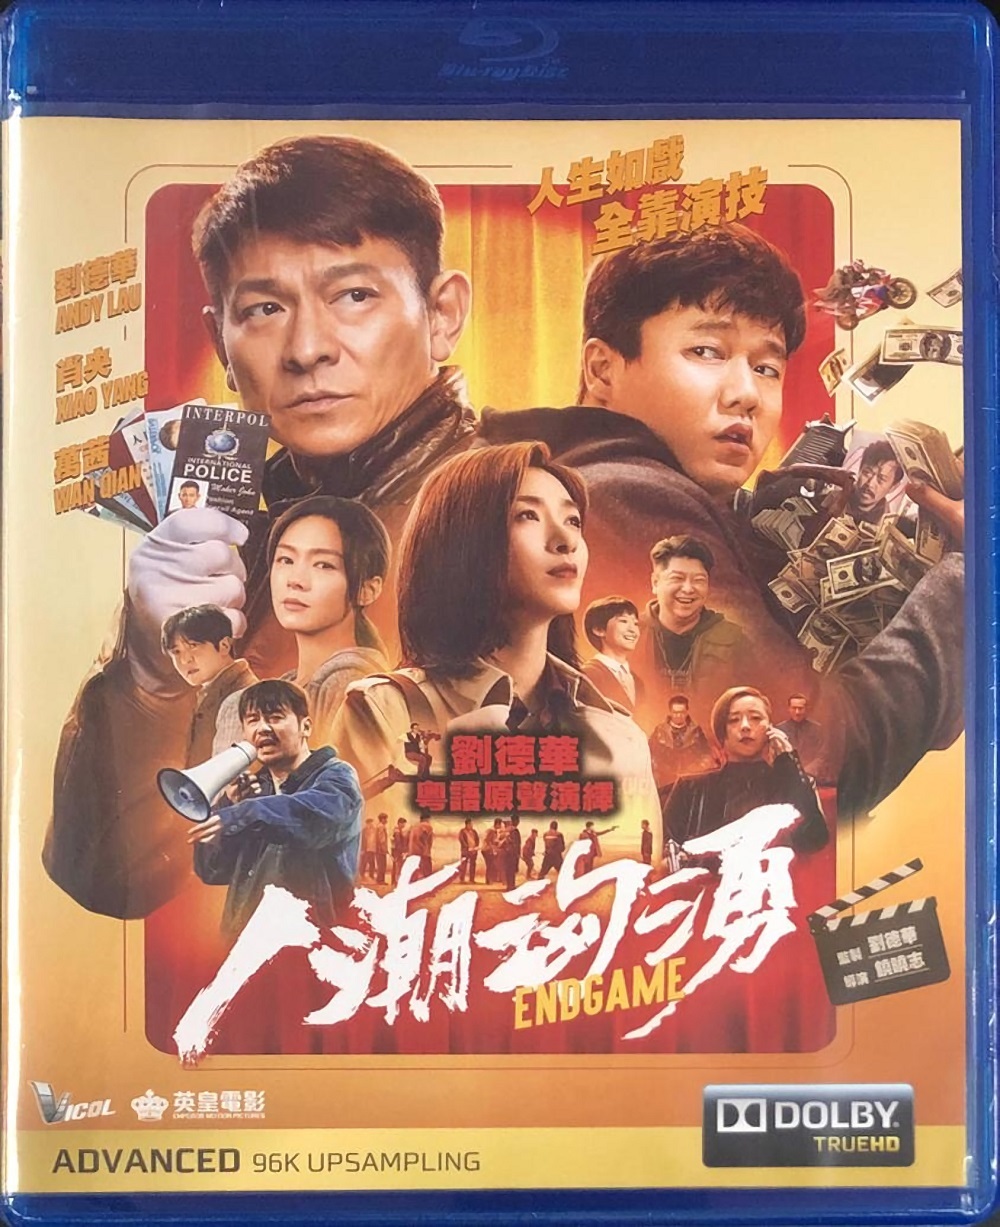 Blu-ray Disc
人生如戲
全靠演技
劉德華
ANDY LAU
肖央
XIAO YANG
萬茜
WAN QIAN
INTERPOL
INTERNATIONAL
POLICE
劉德華
粵語原聲演繹
人潮洶湧
ENDGAME
監製 劉德華
導演 饒曉志
VICOL
英皇電影
EMPEROR MOTION PICTURES
DOLBY
TRUEHD
ADVANCED 96K UPSAMPLING